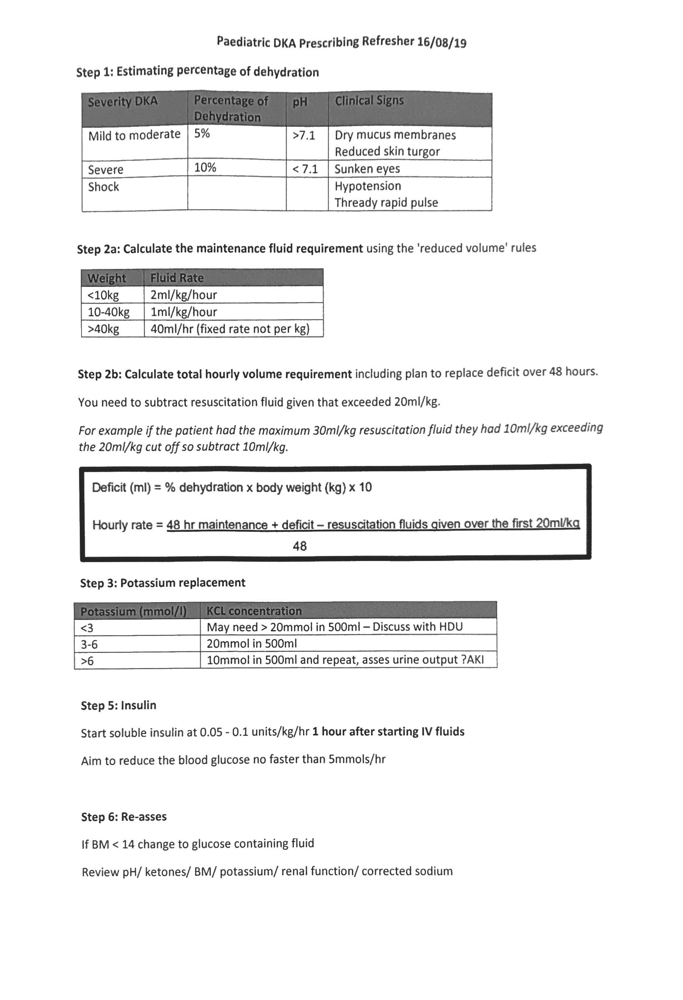 Paediatric DKA Prescribing Refresher 16/08/19
Step 1: Estimating percentage of dehydration
Severity DKA Percentage of Dehydration pH Clinical Signs
Mild to moderate 5% >7.1 Dry mucus membranes
Reduced skin turgor
Severe 10% < 7.1 Sunken eyes
Shock Hypotension
Thready rapid pulse
Step 2a: Calculate the maintenance fluid requirement using the 'reduced volume' rules
Weight Fluid Rate
<10kg 2ml/kg/hour
10-40kg 1ml/kg/hour
>40kg 40ml/hr (fixed rate not per kg)
Step 2b: Calculate total hourly volume requirement including plan to replace deficit over 48 hours.
You need to subtract resuscitation fluid given that exceeded 20ml/kg.
For example if the patient had the maximum 30ml/kg resuscitation fluid they had 10ml/kg exceeding
the 20ml/kg cut off so subtract 10ml/kg.
Deficit (ml) = % dehydration x body weight (kg) x 10
Hourly rate = 48 hr maintenance + deficit – resuscitation fluids given over the first 20ml/kg
48
Step 3: Potassium replacement
Potassium (mmol/l) KCL concentration
<3 May need > 20mmol in 500ml – Discuss with HDU
3-6 20mmol in 500ml
>6 10mmol in 500ml and repeat, asses urine output ?AKI
Step 5: Insulin
Start soluble insulin at 0.05 - 0.1 units/kg/hr 1 hour after starting IV fluids
Aim to reduce the blood glucose no faster than 5mmols/hr
Step 6: Re-asses
If BM < 14 change to glucose containing fluid
Review pH/ ketones/ BM/ potassium/ renal function/ corrected sodium